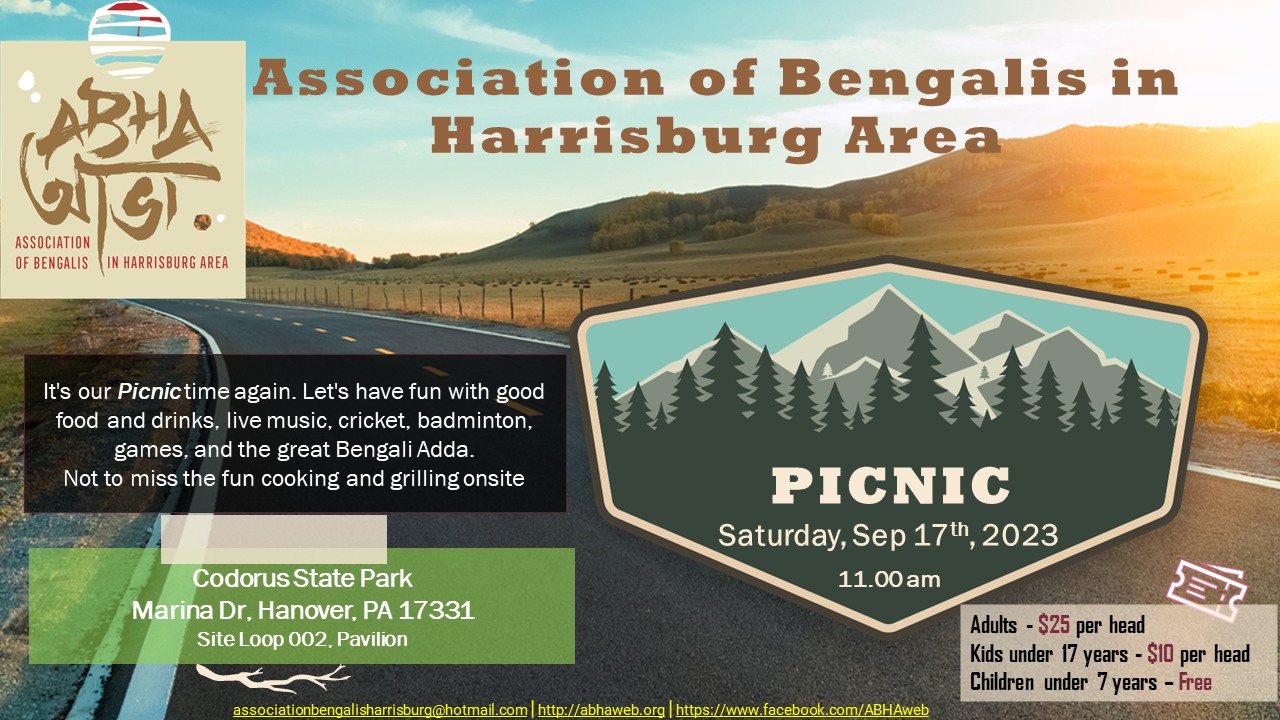 ABHA
আভা
ASSOCIATION
OF BENGALIS IN HARRISBURG AREA
Association of Bengalis in
Harrisburg Area
It's our Picnic time again. Let's have fun with good
food and drinks, live music, cricket, badminton,
games, and the great Bengali Adda.
Not to miss the fun cooking and grilling onsite
PICNIC
Saturday, Sep 17th, 2023
11.00 am
Codorus State Park
Marina Dr, Hanover, PA 17331
Site Loop 002, Pavilion
Adults - $25 per head
Kids under 17 years - $10 per head
Children under 7 years – Free
associationbengalisharrisburg@hotmail.com | http://abhaweb.org | https://www.facebook.com/ABHAweb